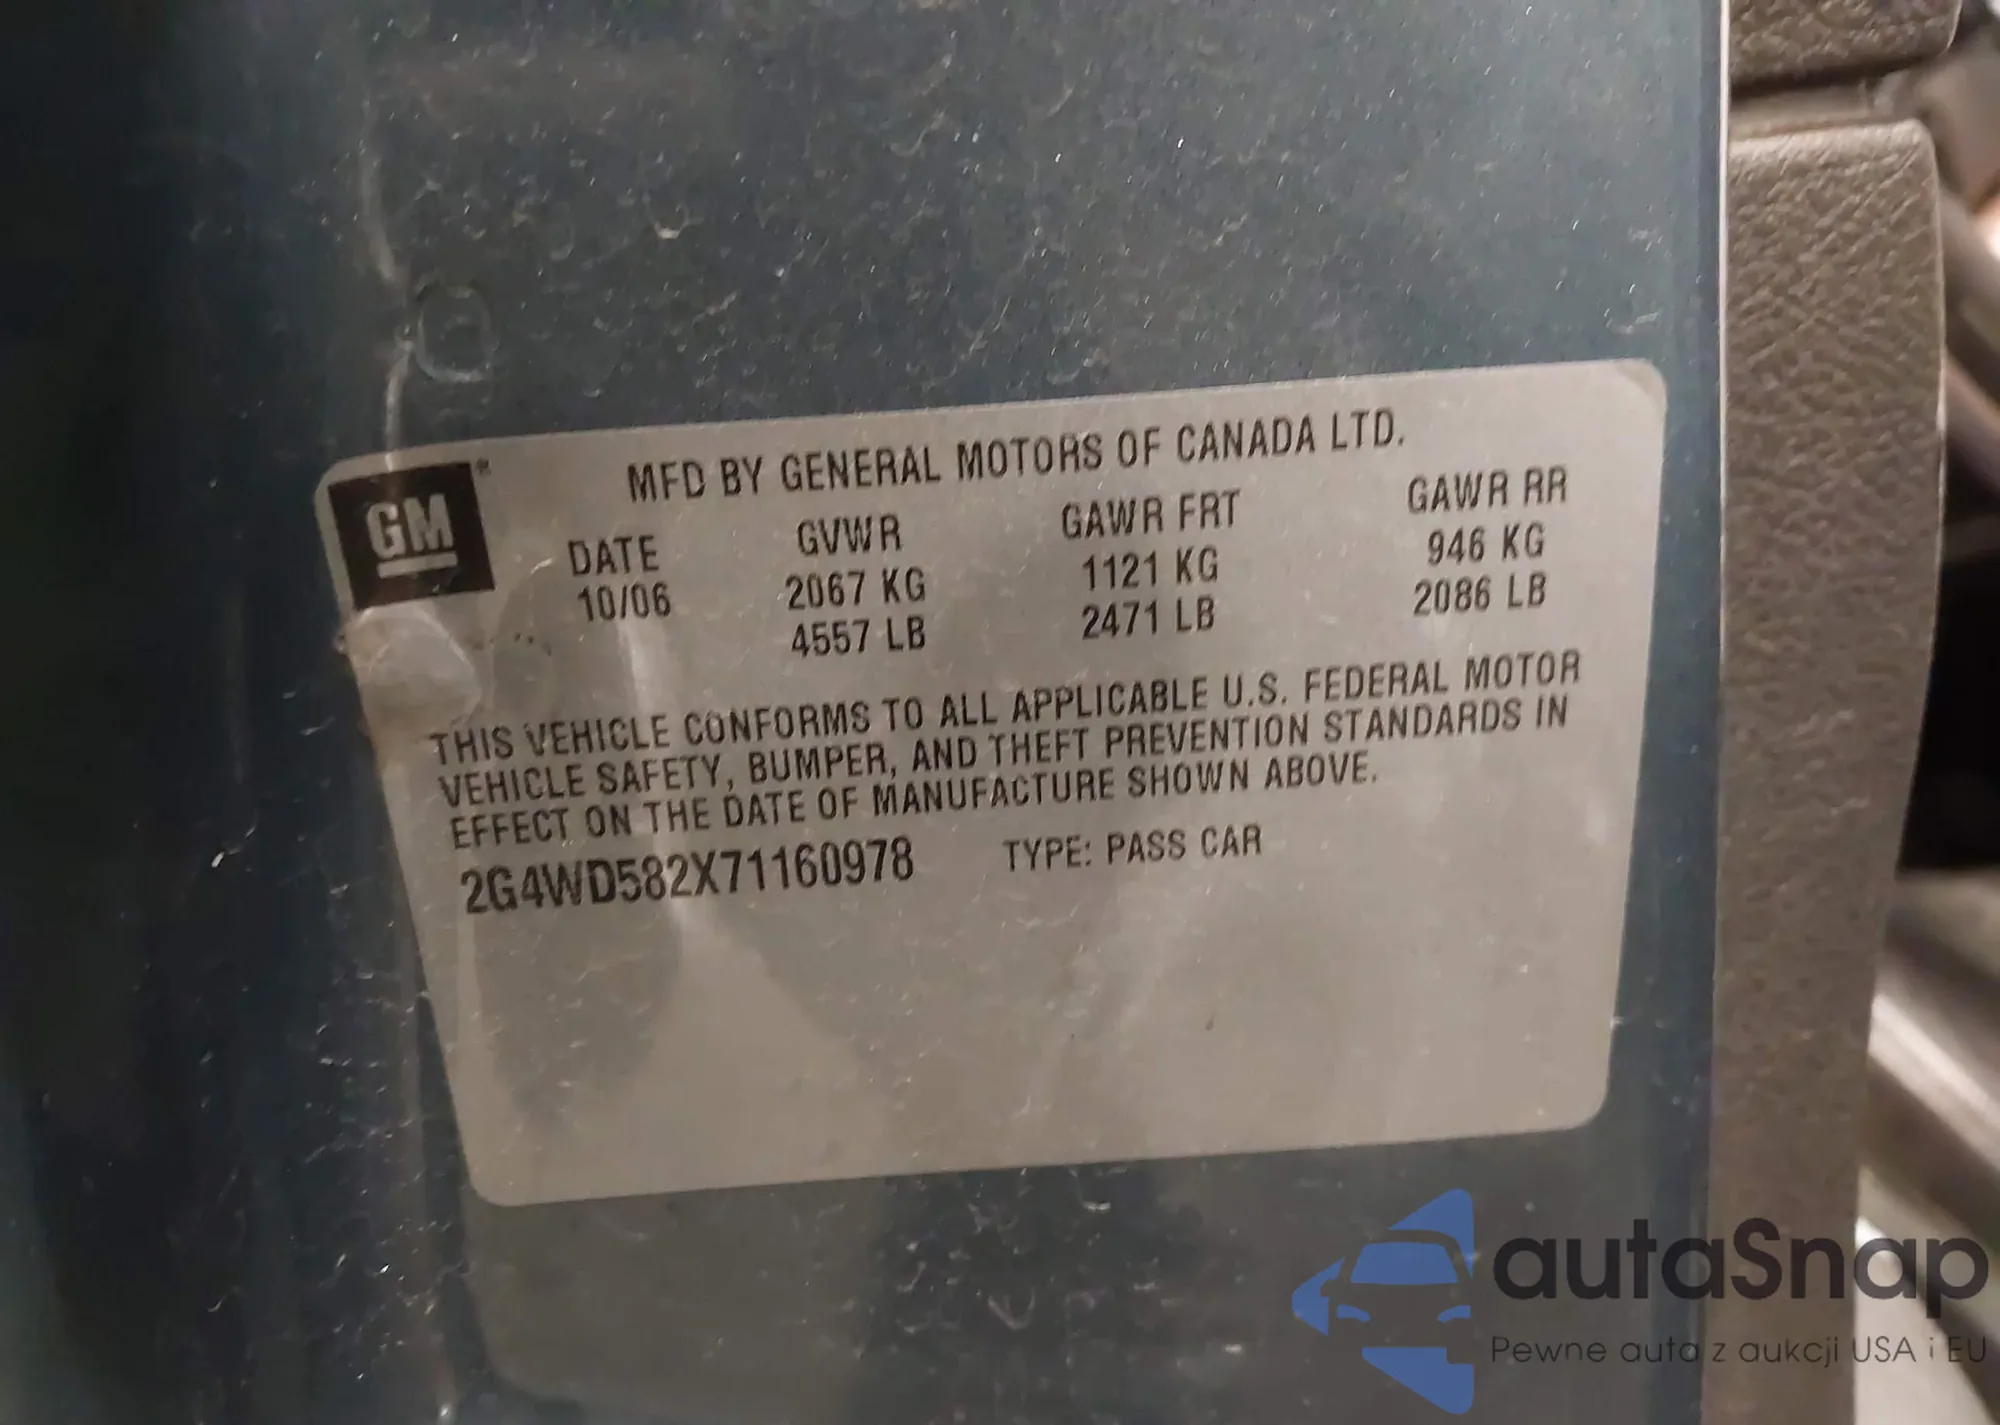 GM®
MFD BY GENERAL MOTORS OF CANADA LTD.
DATE GVWR GAWR FRT GAWR RR
10/06 2067 KG 1121 KG 946 KG
4557 LB 2471 LB 2086 LB
THIS VEHICLE CONFORMS TO ALL APPLICABLE U.S. FEDERAL MOTOR
VEHICLE SAFETY, BUMPER, AND THEFT PREVENTION STANDARDS IN
EFFECT ON THE DATE OF MANUFACTURE SHOWN ABOVE.
2G4WD582X71160978 TYPE: PASS CAR
autaSnap
Pewne auta z aukcji USA i EU